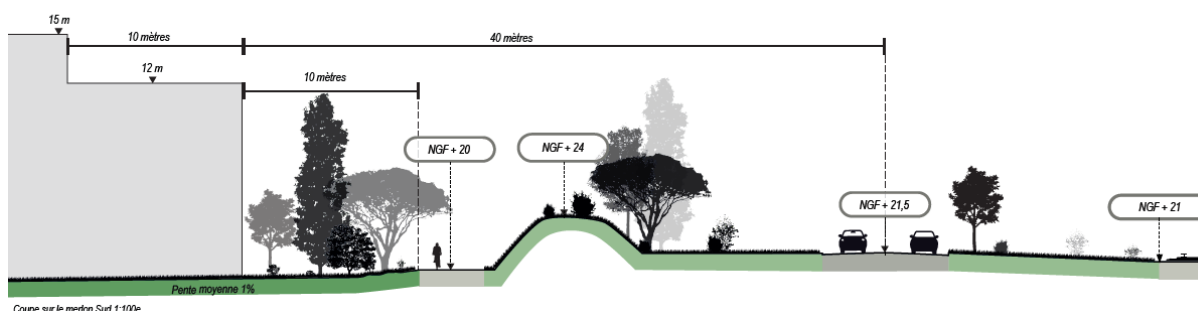 15 m
10 mètres
40 mètres
12 m
10 mètres
NGF + 20
NGF + 24
NGF + 21,5
NGF + 21
Pente moyenne 1%
Coupe sur le merlon Sud 1:100e